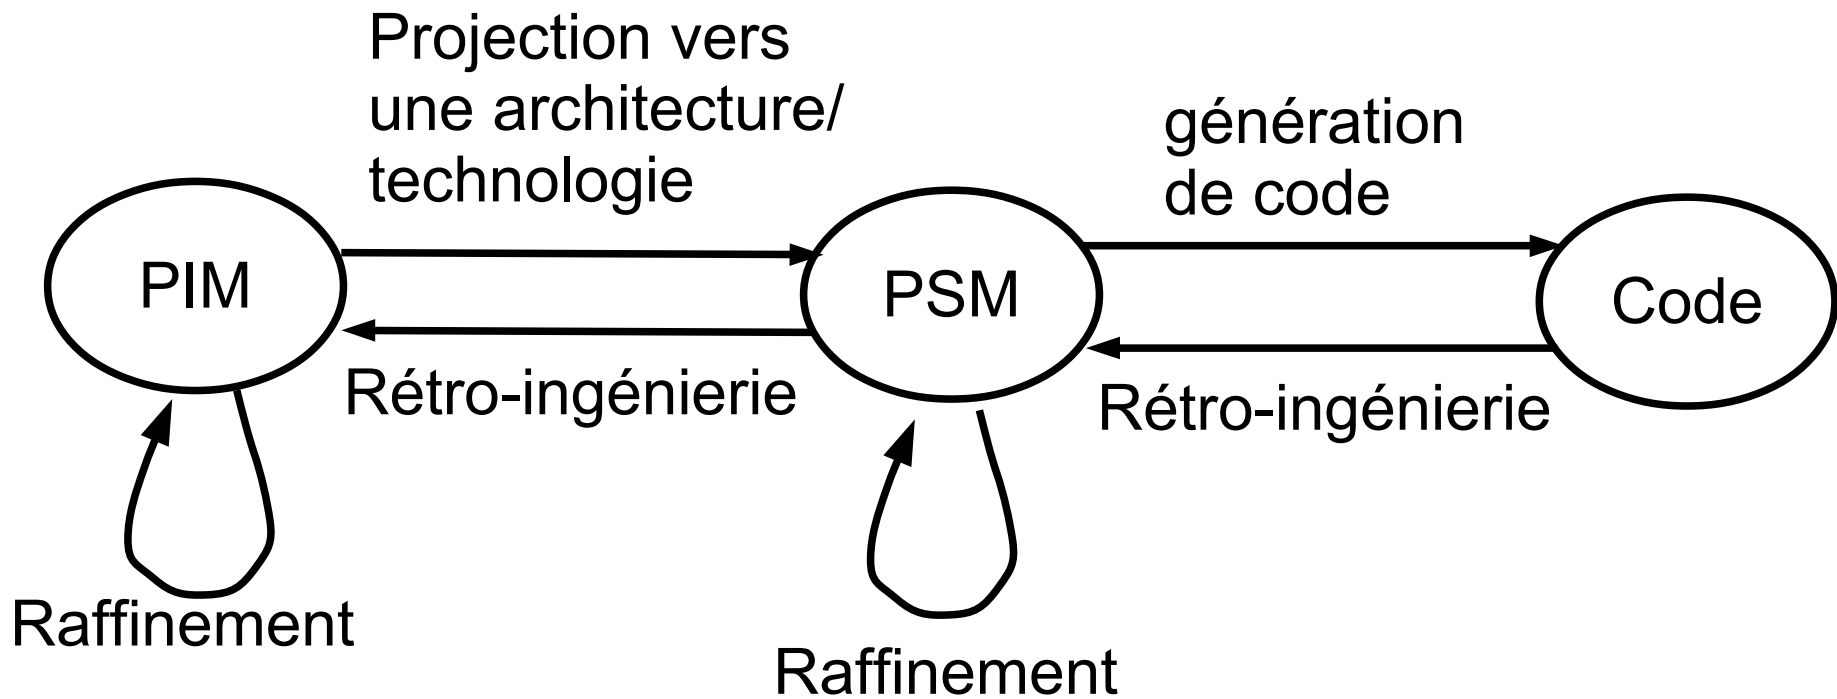 Projection vers
une architecture/
technologie
génération
de code
PIM
PSM
Code
Rétro-ingénierie
Rétro-ingénierie
Raffinement
Raffinement